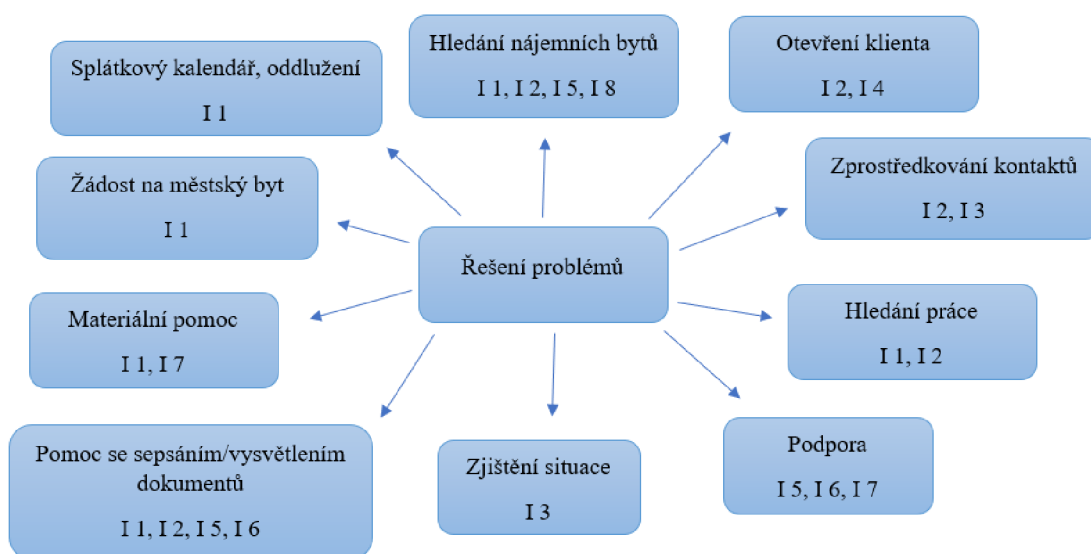 Splátkový kalendář, oddlužení
I 1
Hledání nájemních bytů
I 1, I 2, I 5, I 8
Otevření klienta
I 2, I 4
Žádost na městský byt
I 1
Zprostředkování kontaktů
I 2, I 3
Řešení problémů
Materiální pomoc
I 1, I 7
Hledání práce
I 1, I 2
Pomoc se sepsáním/vysvětlením
dokumentů
I 1, I 2, I 5, I 6
Zjištění situace
I 3
Podpora
I 5, I 6, I 7